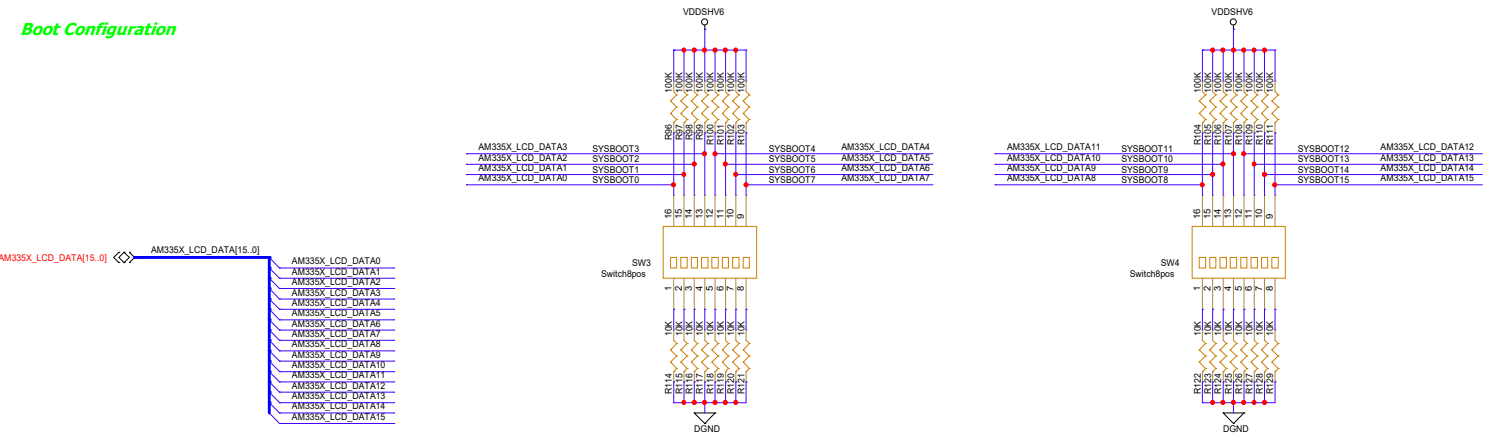 Boot Configuration
VDDSHV6
100K 100K 100K 100K 100K 100K 100K 100K
R96 R97 R98 R99 R100 R101 R102 R103
AM335X_LCD_DATA3 SYSBOOT3 SYSBOOT4 AM335X_LCD_DATA4
AM335X_LCD_DATA2 SYSBOOT2 SYSBOOT5 AM335X_LCD_DATA5
AM335X_LCD_DATA1 SYSBOOT1 SYSBOOT6 AM335X_LCD_DATA6
AM335X_LCD_DATA0 SYSBOOT0 SYSBOOT7 AM335X_LCD_DATA7
16 15 14 13 12 11 10 9
SW3
Switch8pos
1 2 3 4 5 6 7 8
10K 10K 10K 10K 10K 10K 10K 10K
R114 R115 R116 R117 R118 R119 R120 R121
DGND
VDDSHV6
100K 100K 100K 100K 100K 100K 100K 100K
R104 R105 R106 R107 R108 R109 R110 R111
AM335X_LCD_DATA11 SYSBOOT11 SYSBOOT12 AM335X_LCD_DATA12
AM335X_LCD_DATA10 SYSBOOT10 SYSBOOT13 AM335X_LCD_DATA13
AM335X_LCD_DATA9 SYSBOOT9 SYSBOOT14 AM335X_LCD_DATA14
AM335X_LCD_DATA8 SYSBOOT8 SYSBOOT15 AM335X_LCD_DATA15
16 15 14 13 12 11 10 9
SW4
Switch8pos
1 2 3 4 5 6 7 8
10K 10K 10K 10K 10K 10K 10K 10K
R122 R123 R124 R125 R126 R127 R128 R129
DGND
AM335X_LCD_DATA[15..0] AM335X_LCD_DATA[15..0]
AM335X_LCD_DATA0
AM335X_LCD_DATA1
AM335X_LCD_DATA2
AM335X_LCD_DATA3
AM335X_LCD_DATA4
AM335X_LCD_DATA5
AM335X_LCD_DATA6
AM335X_LCD_DATA7
AM335X_LCD_DATA8
AM335X_LCD_DATA9
AM335X_LCD_DATA10
AM335X_LCD_DATA11
AM335X_LCD_DATA12
AM335X_LCD_DATA13
AM335X_LCD_DATA14
AM335X_LCD_DATA15